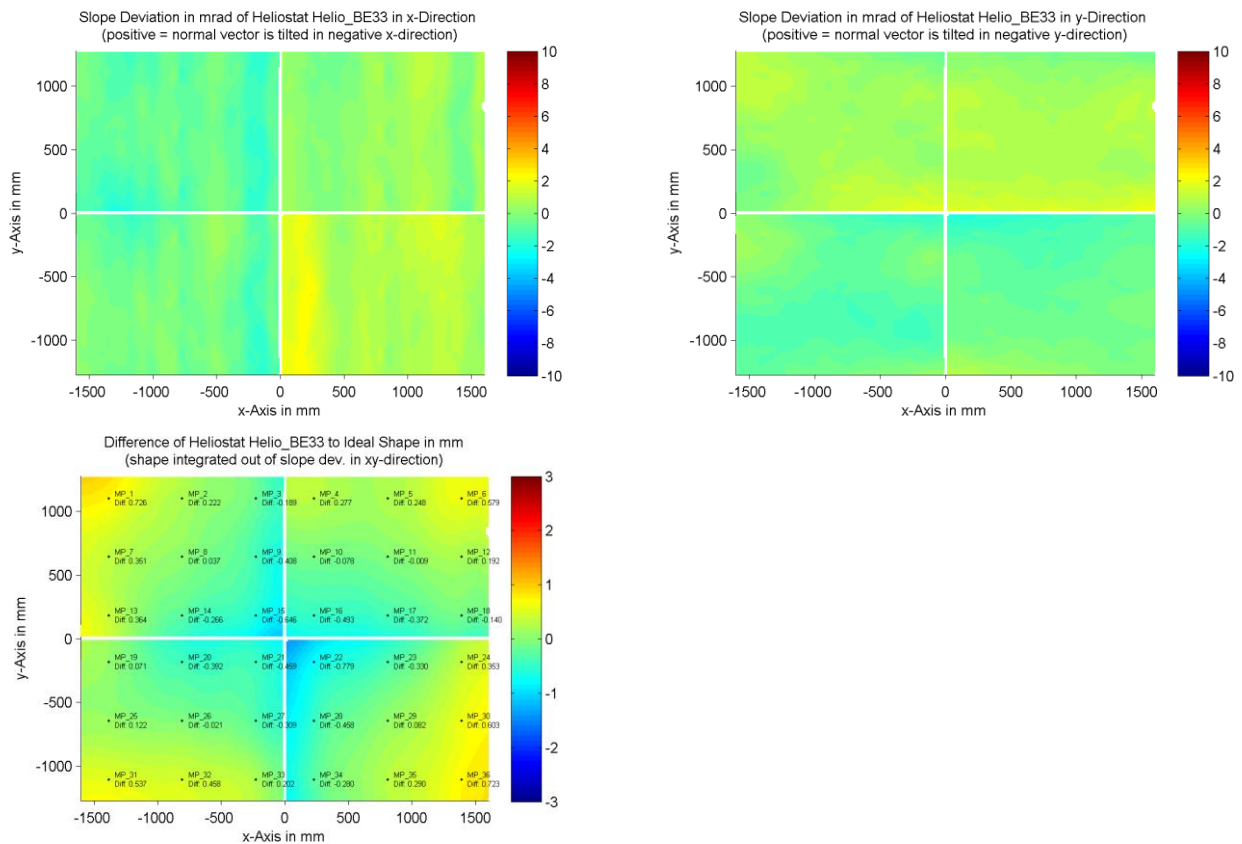 Slope Deviation in mrad of Heliostat Helio_BE33 in x-Direction
(positive = normal vector is tilted in negative x-direction)
1000
500
0
-500
-1000
y-Axis in mm
-1500 -1000 -500 0 500 1000 1500
x-Axis in mm
10
8
6
4
2
0
-2
-4
-6
-8
-10
Slope Deviation in mrad of Heliostat Helio_BE33 in y-Direction
(positive = normal vector is tilted in negative y-direction)
1000
500
0
-500
-1000
y-Axis in mm
-1500 -1000 -500 0 500 1000 1500
x-Axis in mm
10
8
6
4
2
0
-2
-4
-6
-8
-10
Difference of Heliostat Helio_BE33 to Ideal Shape in mm
(shape integrated out of slope dev. in xy-direction)
1000
500
0
-500
-1000
y-Axis in mm
MP_1 MP_2 MP_3 MP_4 MP_5 MP_6
Diff: 0.726 Diff: 0.222 Diff: -0.189 Diff: 0.277 Diff: 0.248 Diff: 0.579
MP_7 MP_8 MP_9 MP_10 MP_11 MP_12
Diff: 0.351 Diff: 0.037 Diff: -0.408 Diff: -0.078 Diff: -0.009 Diff: 0.192
MP_13 MP_14 MP_15 MP_16 MP_17 MP_18
Diff: 0.364 Diff: -0.266 Diff: -0.646 Diff: -0.493 Diff: -0.372 Diff: -0.140
MP_19 MP_20 MP_21 MP_22 MP_23 MP_24
Diff: 0.071 Diff: -0.392 Diff: -0.459 Diff: -0.779 Diff: -0.330 Diff: 0.353
MP_25 MP_26 MP_27 MP_28 MP_29 MP_30
Diff: 0.122 Diff: -0.021 Diff: -0.309 Diff: -0.458 Diff: 0.082 Diff: 0.603
MP_31 MP_32 MP_33 MP_34 MP_35 MP_36
Diff: 0.537 Diff: 0.458 Diff: 0.202 Diff: -0.280 Diff: 0.290 Diff: 0.723
-1500 -1000 -500 0 500 1000 1500
x-Axis in mm
3
2
1
0
-1
-2
-3